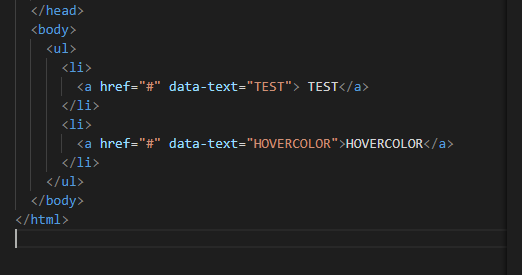 </head>
<body>
<ul>
<li>
<a href="#" data-text="TEST"> TEST</a>
</li>
<li>
<a href="#" data-text="HOVERCOLOR">HOVERCOLOR</a>
</li>
</ul>
</body>
</html>